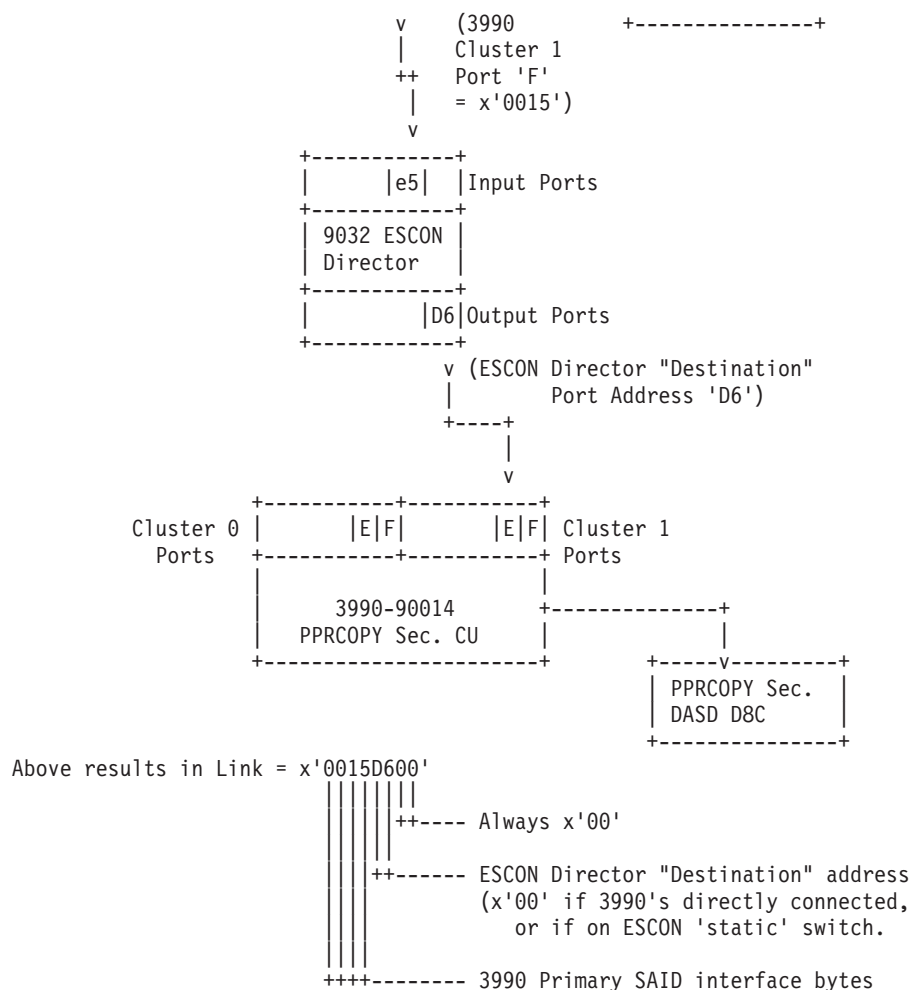 v (3990 +---------------+
| Cluster 1
++ Port 'F'
| = x'0015')
v
+-------------+
| |e5| |Input Ports
+-------------+
| 9032 ESCON |
| Director |
+-------------+
| |D6|Output Ports
+-------------+
v (ESCON Director "Destination"
| Port Address 'D6')
+----+
|
v
+------------+------------+
Cluster 0 | |E|F| |E|F| Cluster 1
Ports +------------+------------+ Ports
| |
| 3990-90014 +--------------+
| PPRCOPY Sec. CU | |
+------------------------+ +-----v---------+
| PPRCOPY Sec. |
| DASD D8C |
+---------------+
Above results in Link = x'0015D600'
||||||||
||||||++---- Always x'00'
||||||
||||++------ ESCON Director "Destination" address
|||| (x'00' if 3990's directly connected,
|||| or if on ESCON 'static' switch.
||||
++++-------- 3990 Primary SAID interface bytes